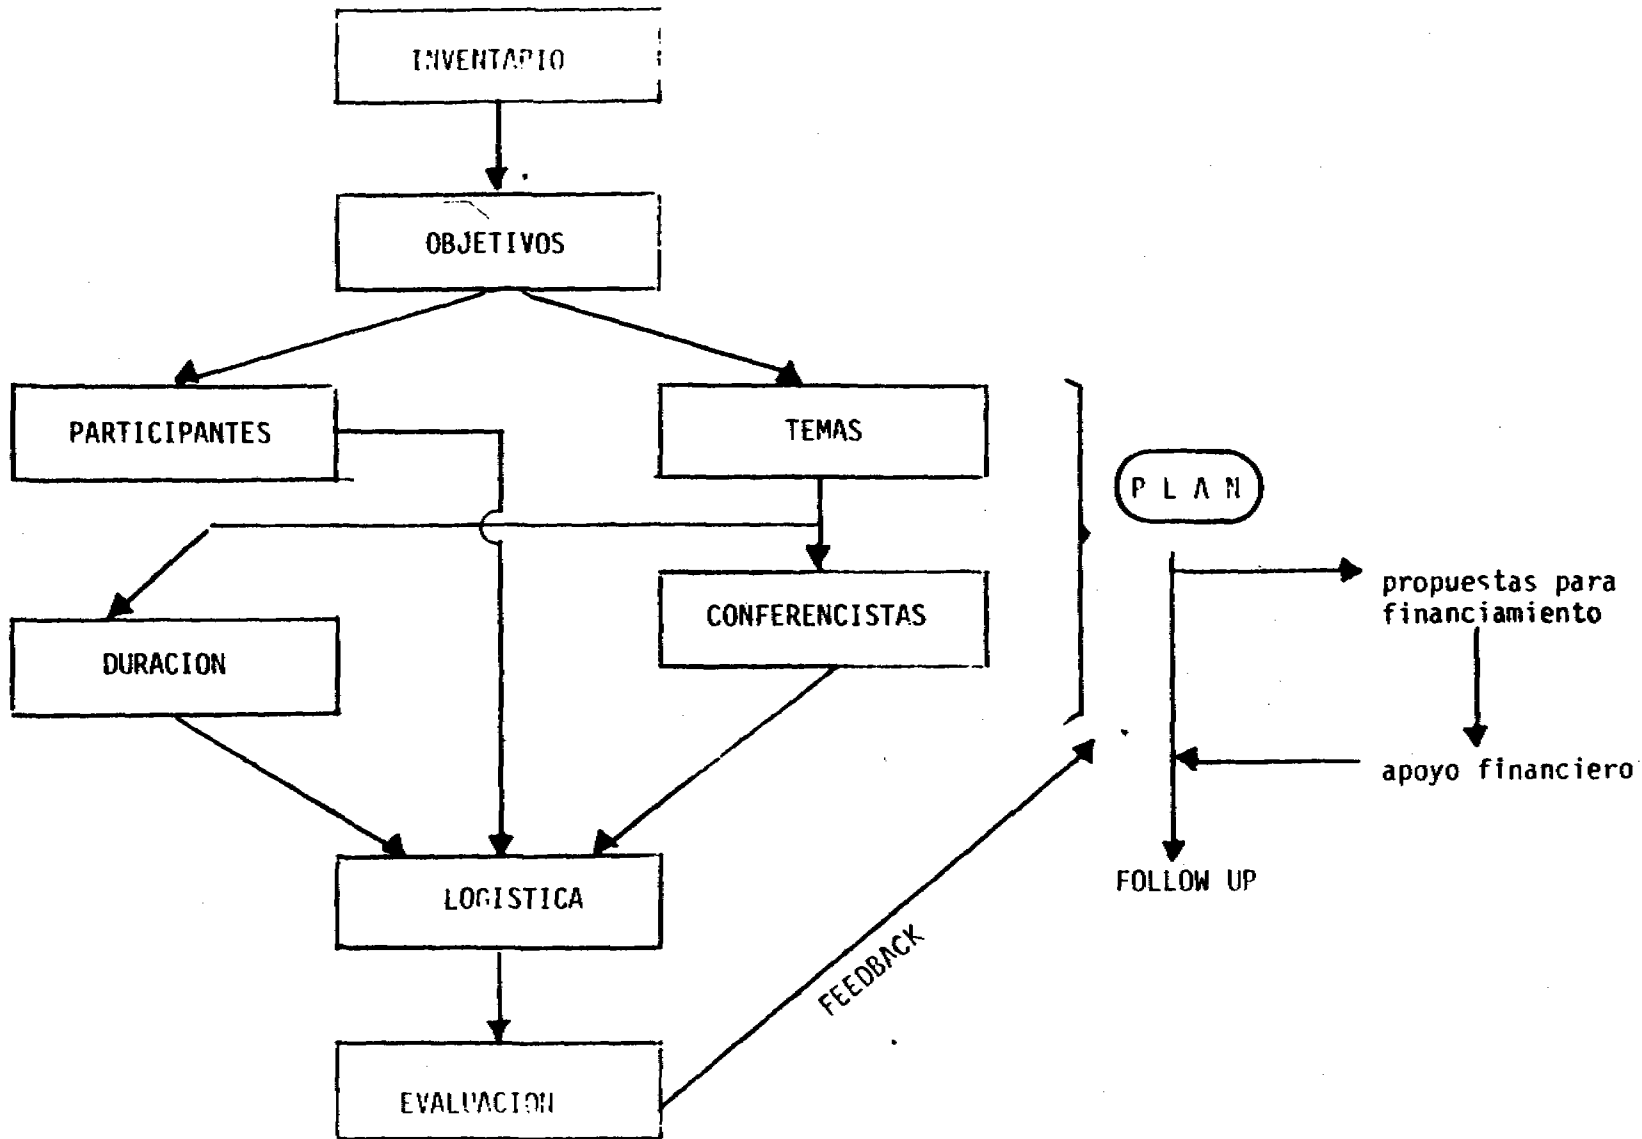 INVENTARIO
OBJETIVOS
PARTICIPANTES
TEMAS
PLAN
propuestas para
financiamiento
CONFERENCISTAS
DURACION
apoyo financiero
FOLLOW UP
LOGISTICA
FEEDBACK
EVALUACION